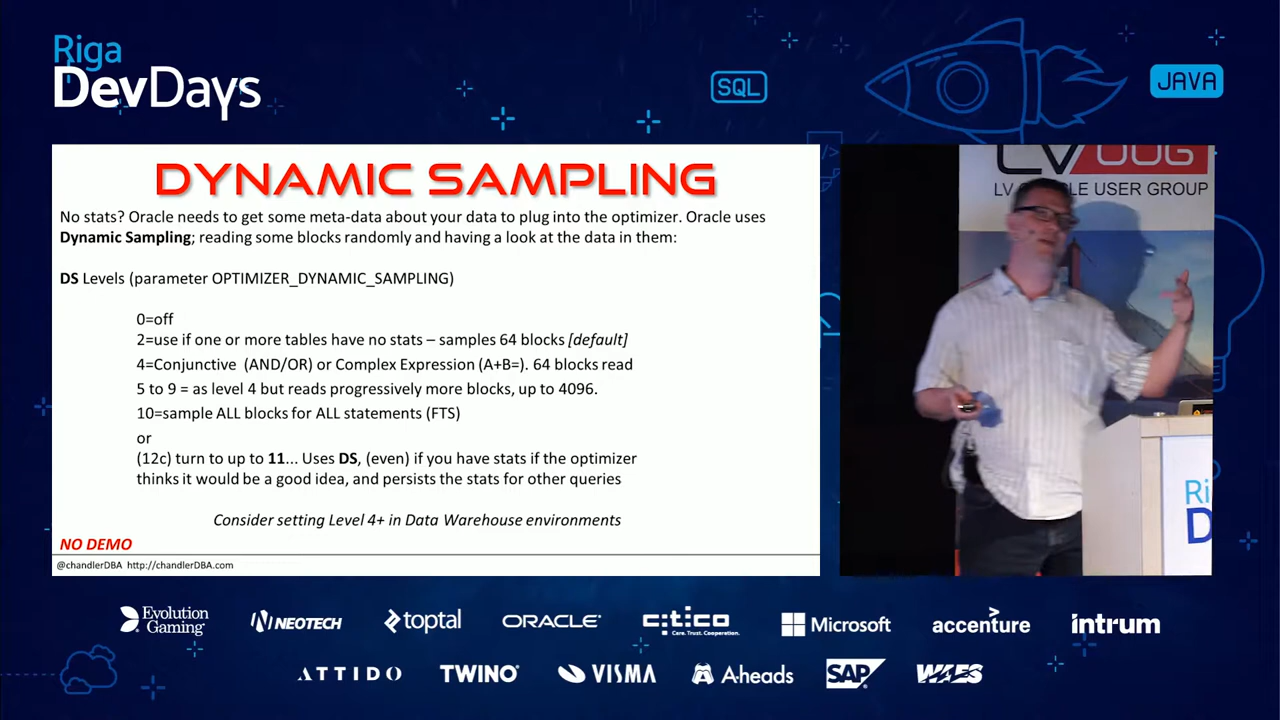 Riga
DevDays
SQL
JAVA
DYNAMIC SAMPLING
No stats? Oracle needs to get some meta-data about your data to plug into the optimizer. Oracle uses
Dynamic Sampling; reading some blocks randomly and having a look at the data in them:
DS Levels (parameter OPTIMIZER_DYNAMIC_SAMPLING)
0=off
2=use if one or more tables have no stats – samples 64 blocks [default]
4=Conjunctive (AND/OR) or Complex Expression (A+B=). 64 blocks read
5 to 9 = as level 4 but reads progressively more blocks, up to 4096.
10=sample ALL blocks for ALL statements (FTS)
or
(12c) turn to up to 11... Uses DS, (even) if you have stats if the optimizer
thinks it would be a good idea, and persists the stats for other queries
Consider setting Level 4+ in Data Warehouse environments
NO DEMO
@chandlerDBA http://chandlerDBA.com
USER GROUP
Ri
D
Evolution
Gaming
NEOTECH
toptal
ORACLE
citco
Care. Trust. Cooperation.
Microsoft
accenture
intrum
ATTIDO
TWINO
VISMA
A-heads
SAP
WAES